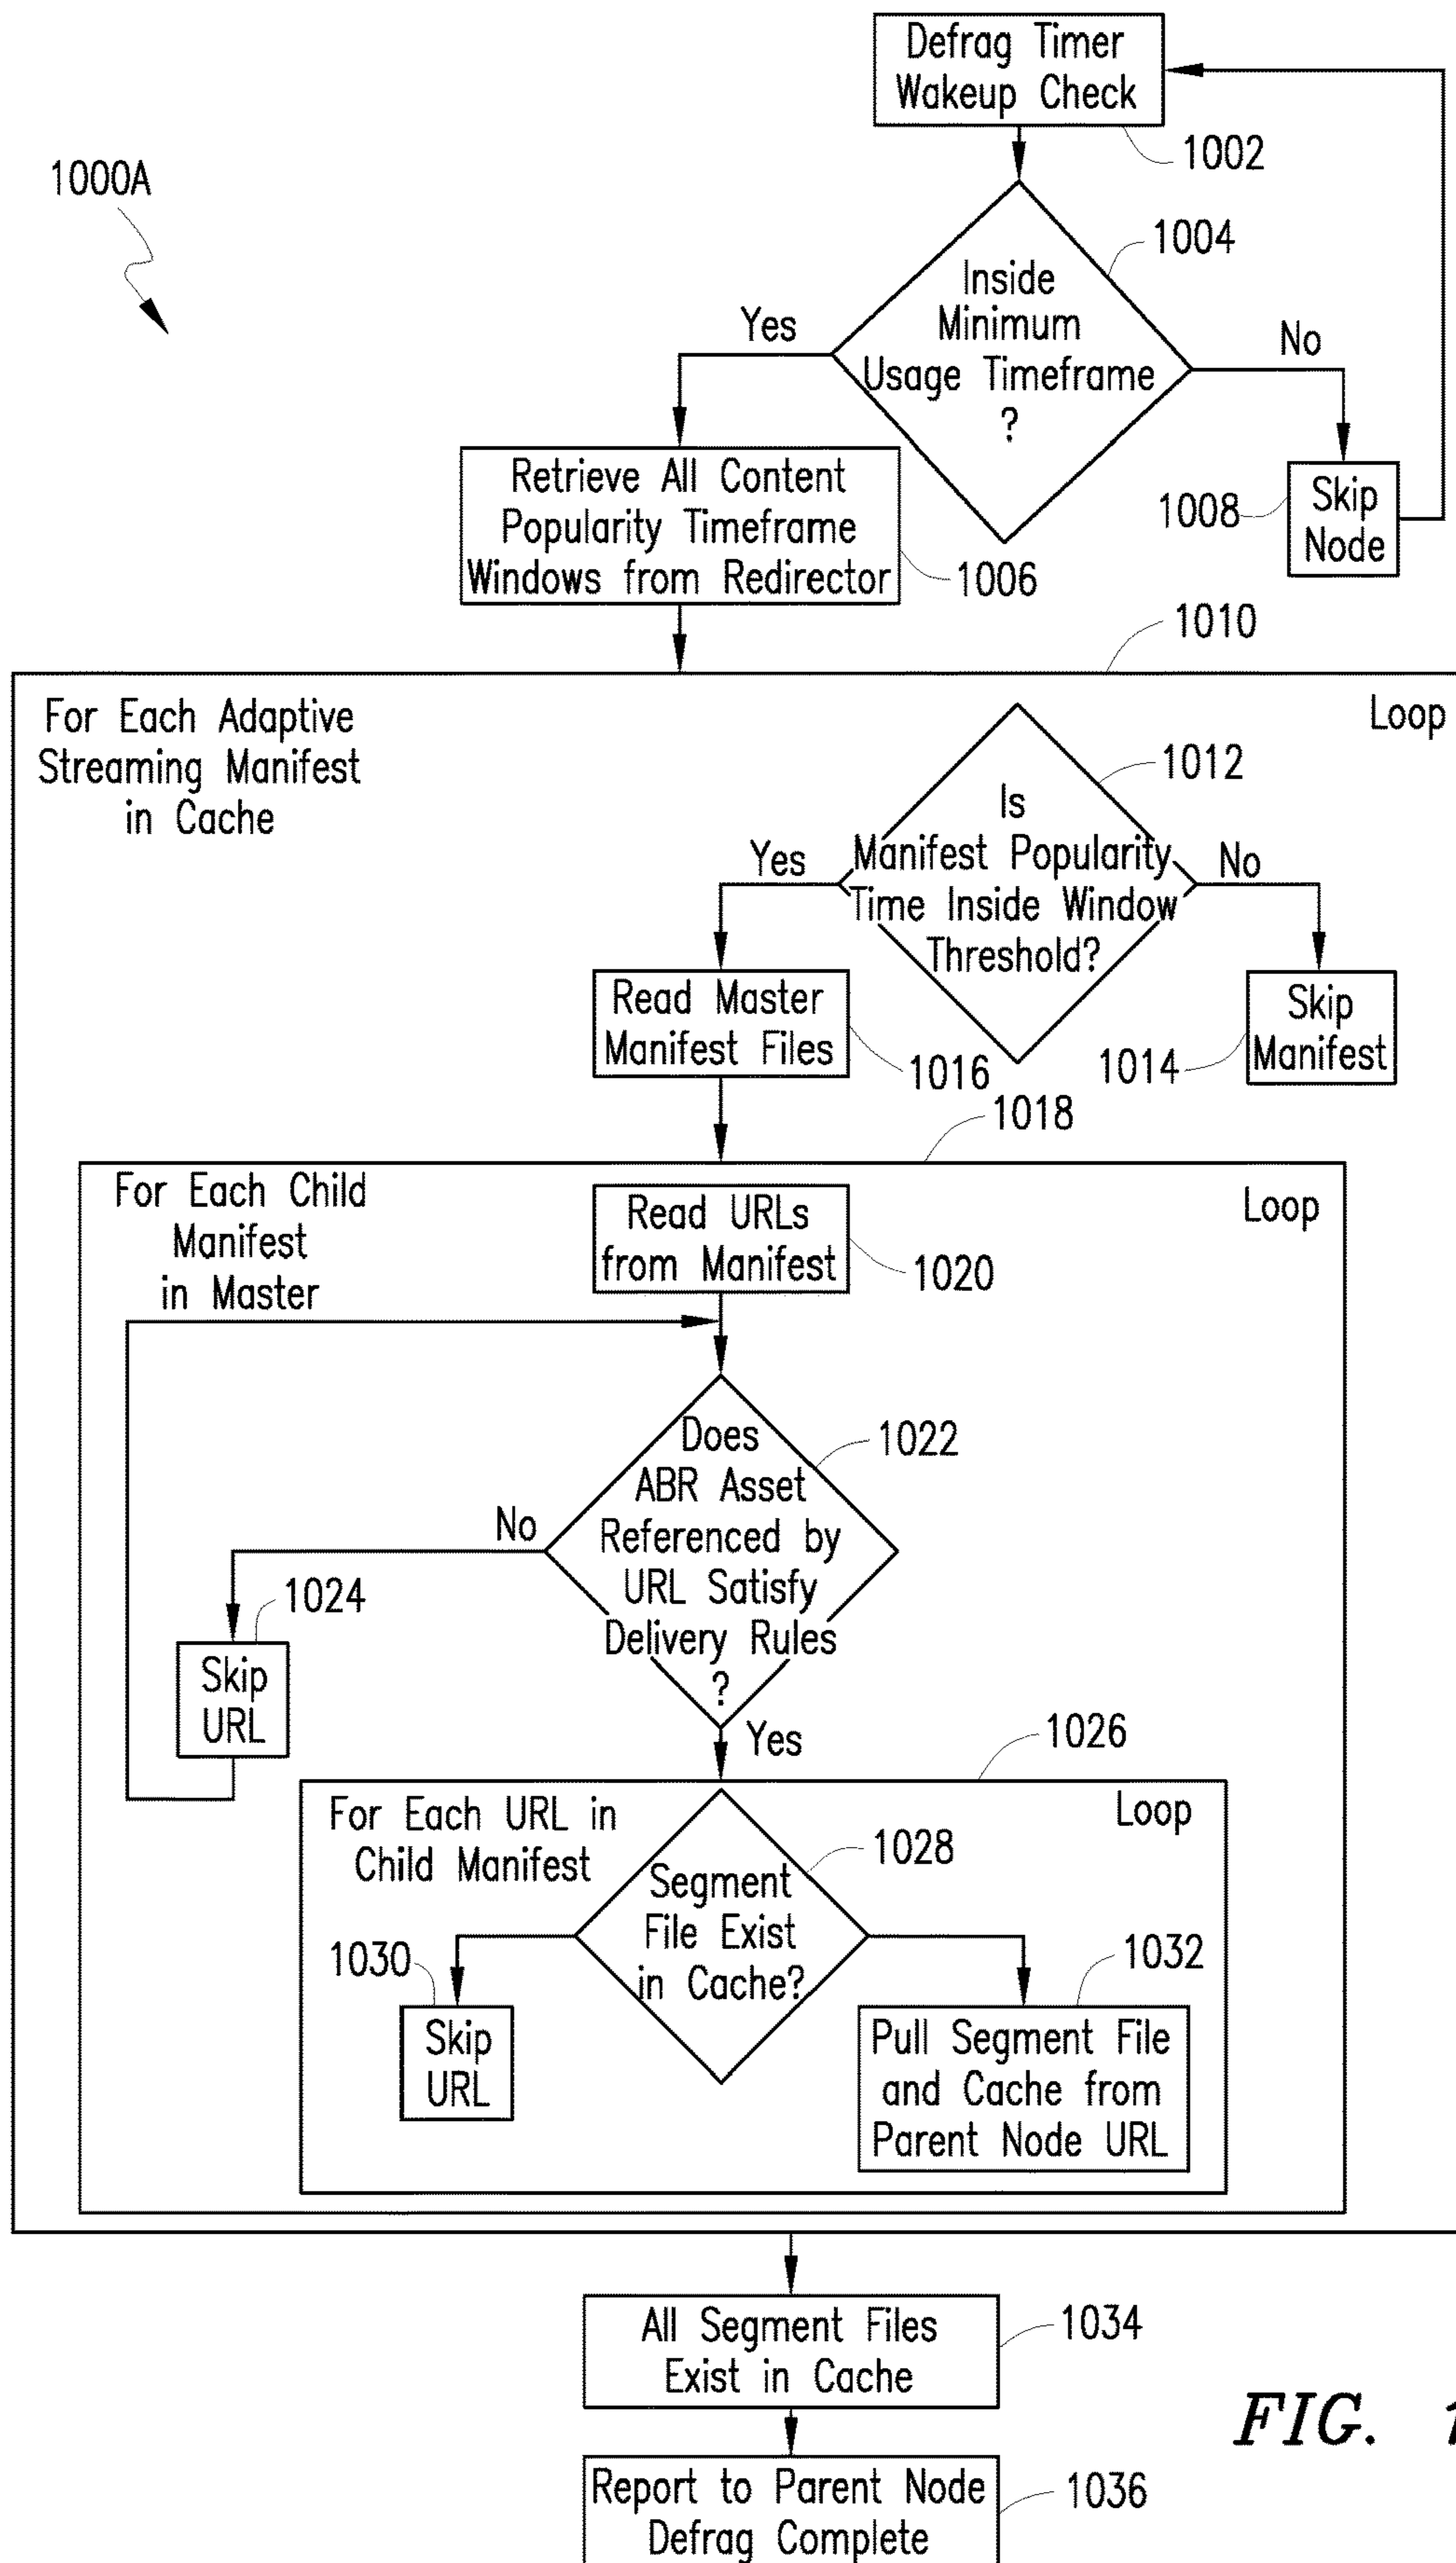 Defrag Timer
Wakeup Check
1002
1000A
1004
Inside
Minimum
Usage Timeframe
?
Yes
No
Retrieve All Content
Popularity Timeframe
Windows from Redirector
1006
1008
Skip
Node
1010
For Each Adaptive
Streaming Manifest
in Cache
Loop
1012
Is
Manifest Popularity
Time Inside Window
Threshold?
Yes
No
Read Master
Manifest Files
1016
1014
Skip
Manifest
1018
For Each Child
Manifest
in Master
Loop
Read URLs
from Manifest
1020
Does
ABR Asset
Referenced by
URL Satisfy
Delivery Rules
?
1022
No
1024
Skip
URL
Yes
1026
For Each URL in
Child Manifest
Loop
Segment
File Exist
in Cache?
1028
1030
Skip
URL
1032
Pull Segment File
and Cache from
Parent Node URL
All Segment Files
Exist in Cache
1034
FIG.
Report to Parent Node
Defrag Complete
1036